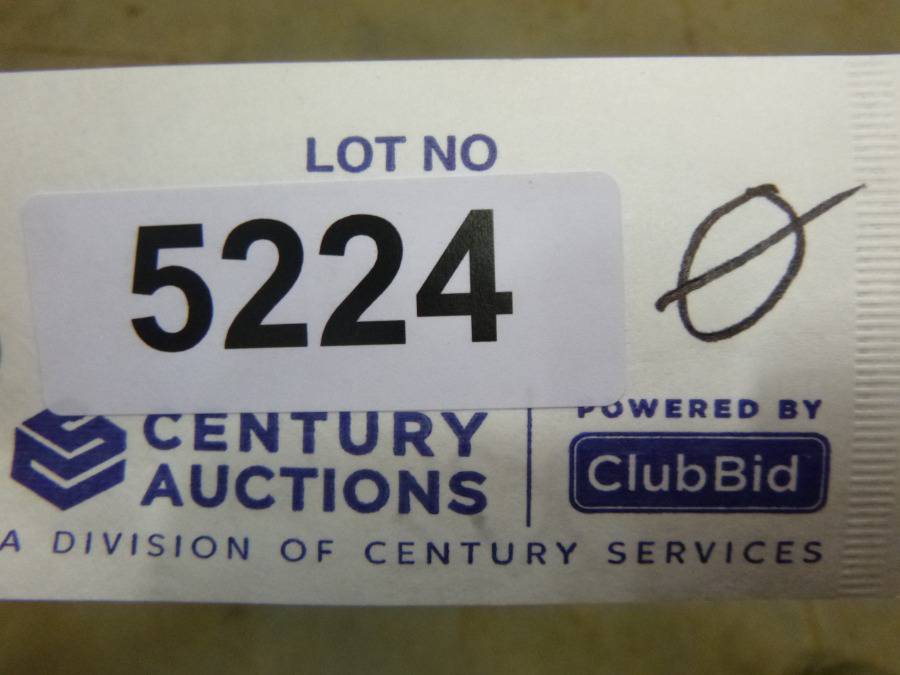 LOT NO
5224 Ø
CENTURY
AUCTIONS
POWERED BY
ClubBid
A DIVISION OF CENTURY SERVICES